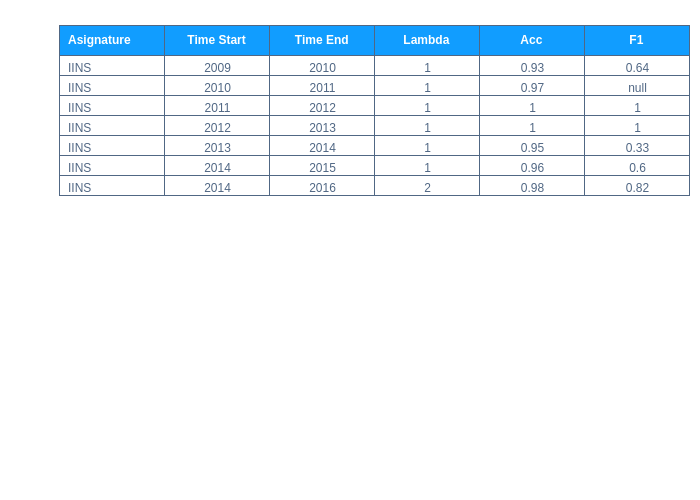 Asignature Time Start Time End Lambda Acc F1
IINS 2009 2010 1 0.93 0.64
IINS 2010 2011 1 0.97 null
IINS 2011 2012 1 1 1
IINS 2012 2013 1 1 1
IINS 2013 2014 1 0.95 0.33
IINS 2014 2015 1 0.96 0.6
IINS 2014 2016 2 0.98 0.82